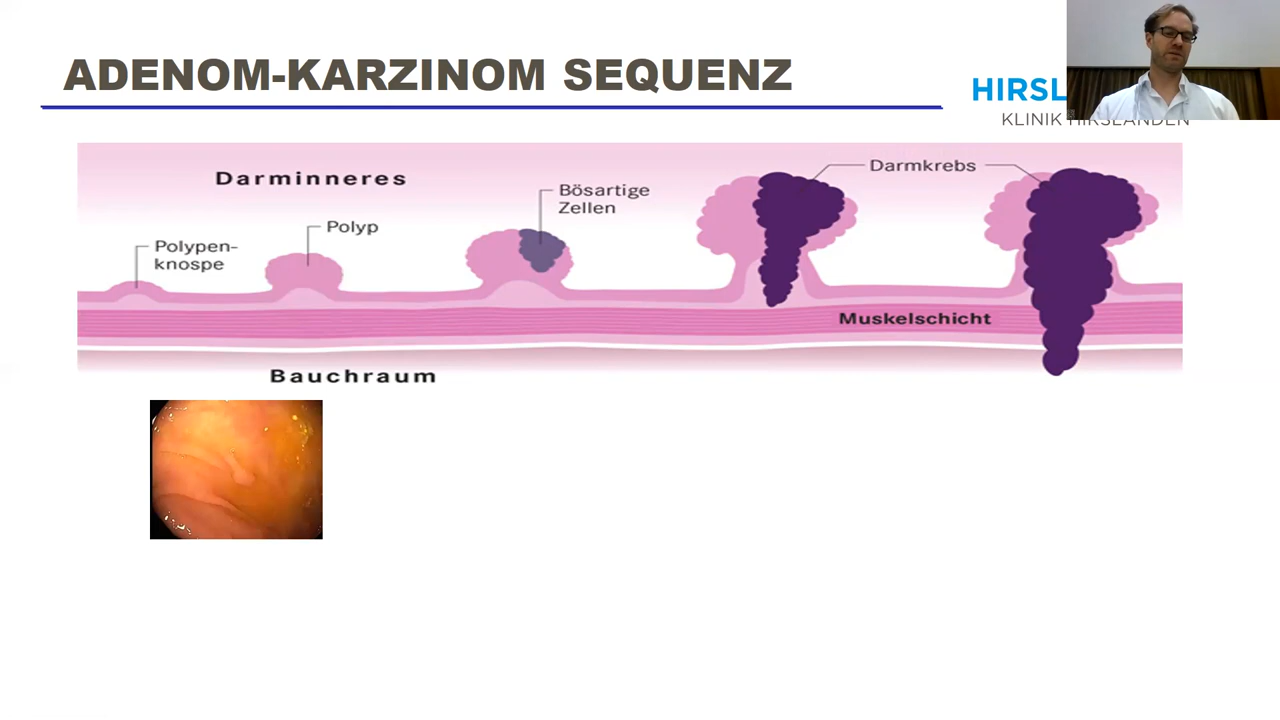 ADENOM-KARZINOM SEQUENZ
HIRSL
KLINIK HIRSLANDEN
Darminneres
Polypen-
knospe
Polyp
Bösartige
Zellen
Darmkrebs
Muskelschicht
Bauchraum